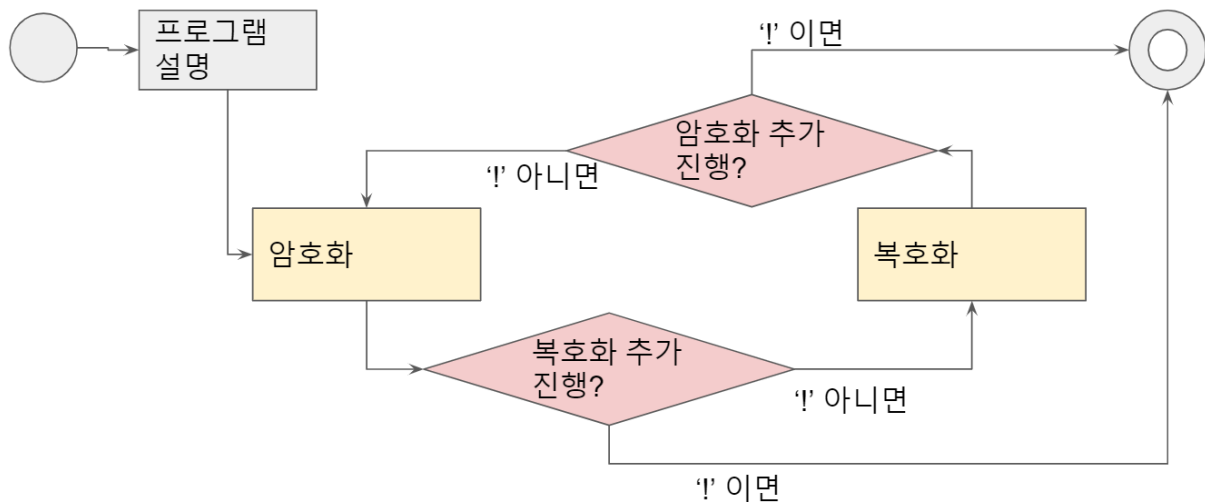 프로그램
설명
‘!’ 이면
암호화 추가
진행?
‘!’ 아니면
암호화
복호화
복호화 추가
진행?
‘!’ 아니면
‘!’ 이면